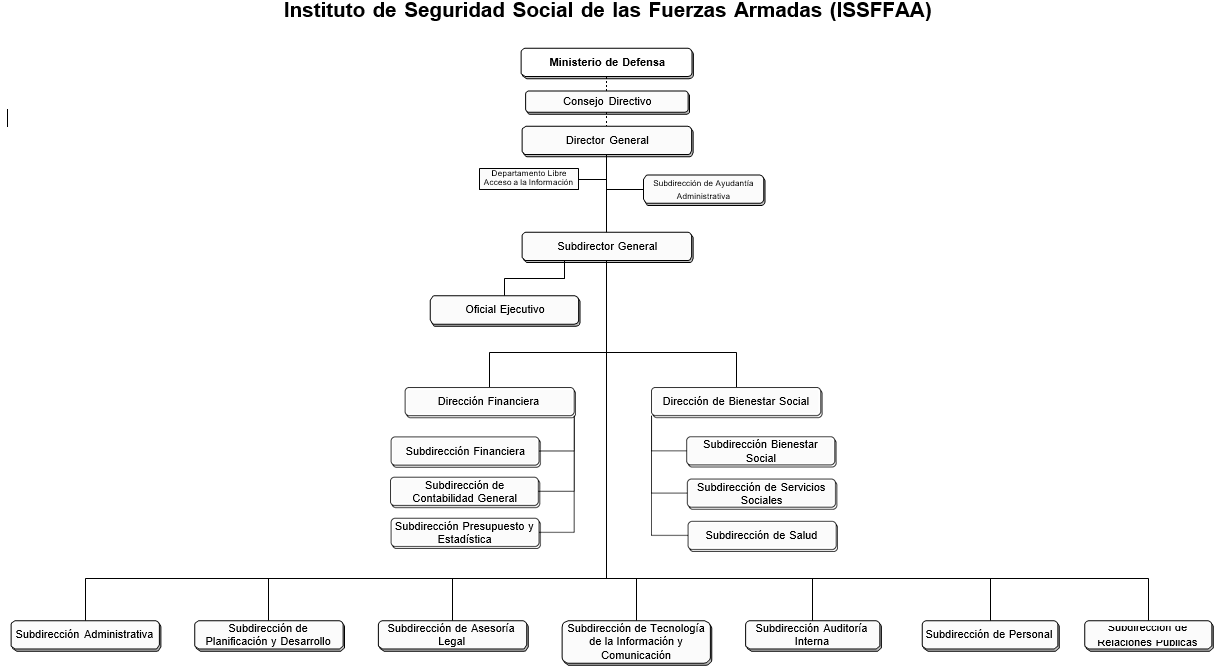 Instituto de Seguridad Social de las Fuerzas Armadas (ISSFFAA)
Ministerio de Defensa
Consejo Directivo
Director General
Departamento Libre
Acceso a la Información
Subdirección de Ayudantía
Administrativa
Subdirector General
Oficial Ejecutivo
Dirección Financiera
Dirección de Bienestar Social
Subdirección Financiera
Subdirección Bienestar
Social
Subdirección de
Contabilidad General
Subdirección de Servicios
Sociales
Subdirección Presupuesto y
Estadística
Subdirección de Salud
Subdirección Administrativa
Subdirección de
Planificación y Desarrollo
Subdirección de Asesoría
Legal
Subdirección de Tecnología
de la Información y
Comunicación
Subdirección Auditoría
Interna
Subdirección de Personal
Subdirección de
Relaciones Públicas